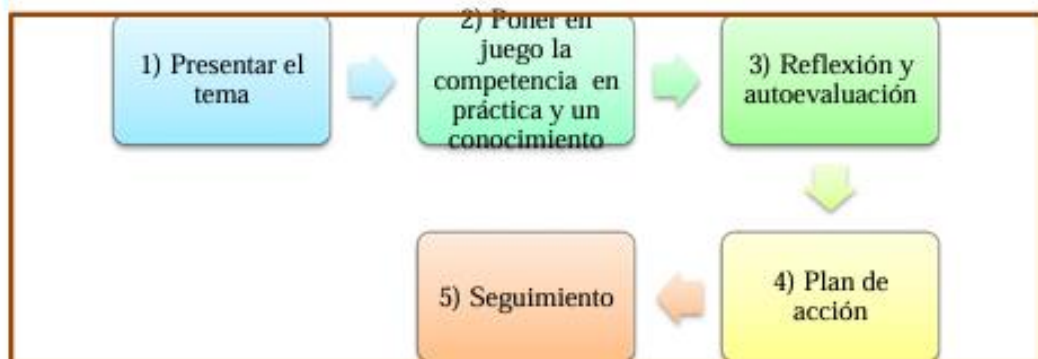 1) Presentar el
tema
2) Poner en
juego la
competencia en
práctica y un
conocimiento
3) Reflexión y
autoevaluación
4) Plan de
acción
5) Seguimiento